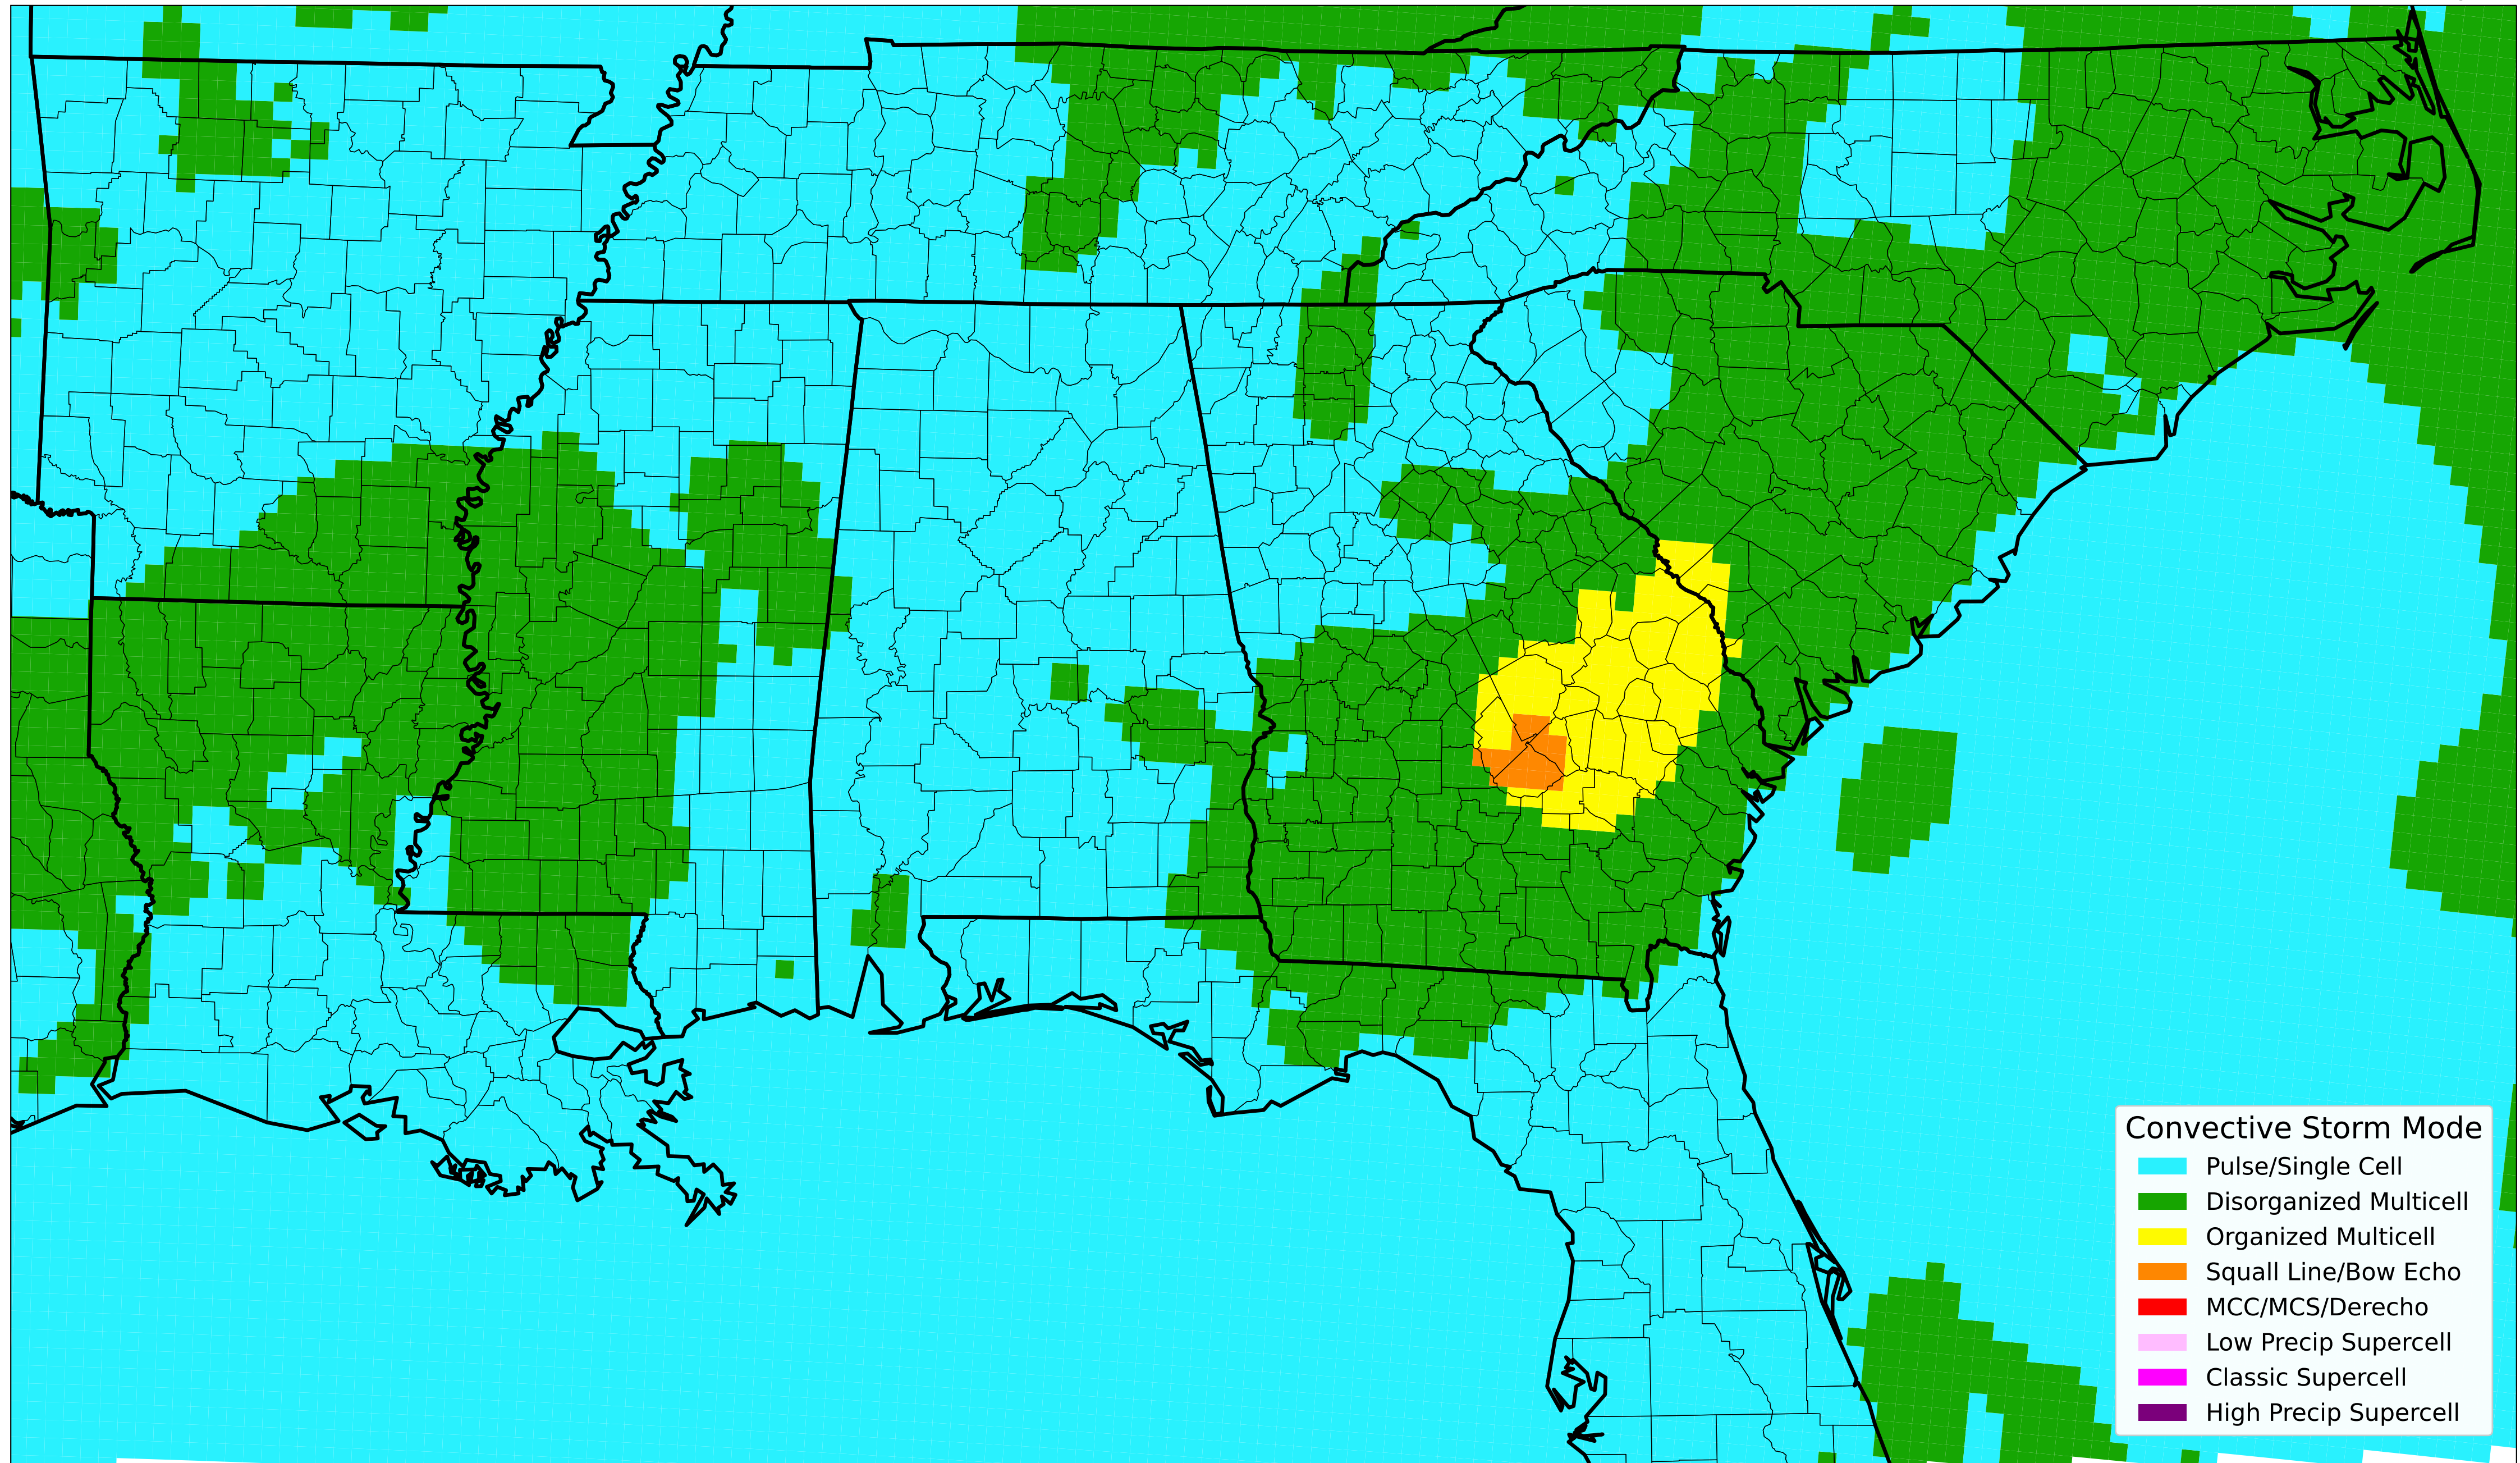 Convective Storm Mode
Pulse/Single Cell
Disorganized Multicell
Organized Multicell
Squall Line/Bow Echo
MCC/MCS/Derecho
Low Precip Supercell
Classic Supercell
High Precip Supercell